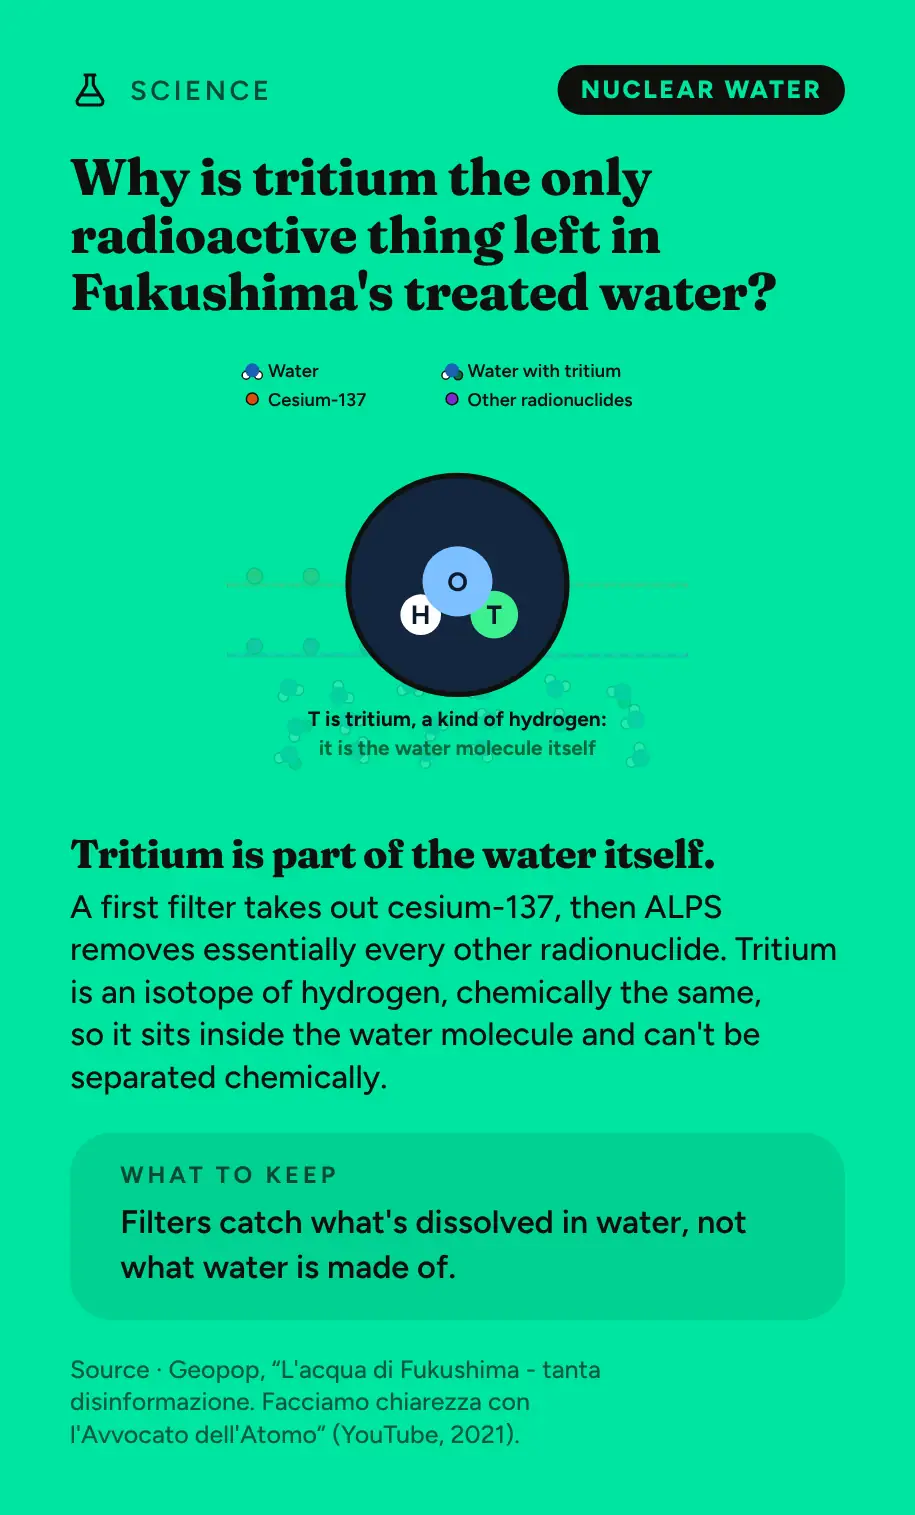 SCIENCE
NUCLEAR WATER
Why is tritium the only
radioactive thing left in
Fukushima's treated water?
Water
Water with tritium
Cesium-137
Other radionuclides
O
H
T
T is tritium, a kind of hydrogen:
it is the water molecule itself
Tritium is part of the water itself.
A first filter takes out cesium-137, then ALPS
removes essentially every other radionuclide. Tritium
is an isotope of hydrogen, chemically the same,
so it sits inside the water molecule and can't be
separated chemically.
WHAT TO KEEP
Filters catch what's dissolved in water, not
what water is made of.
Source · Geopop, “L'acqua di Fukushima - tanta
disinformazione. Facciamo chiarezza con
l'Avvocato dell'Atomo” (YouTube, 2021).